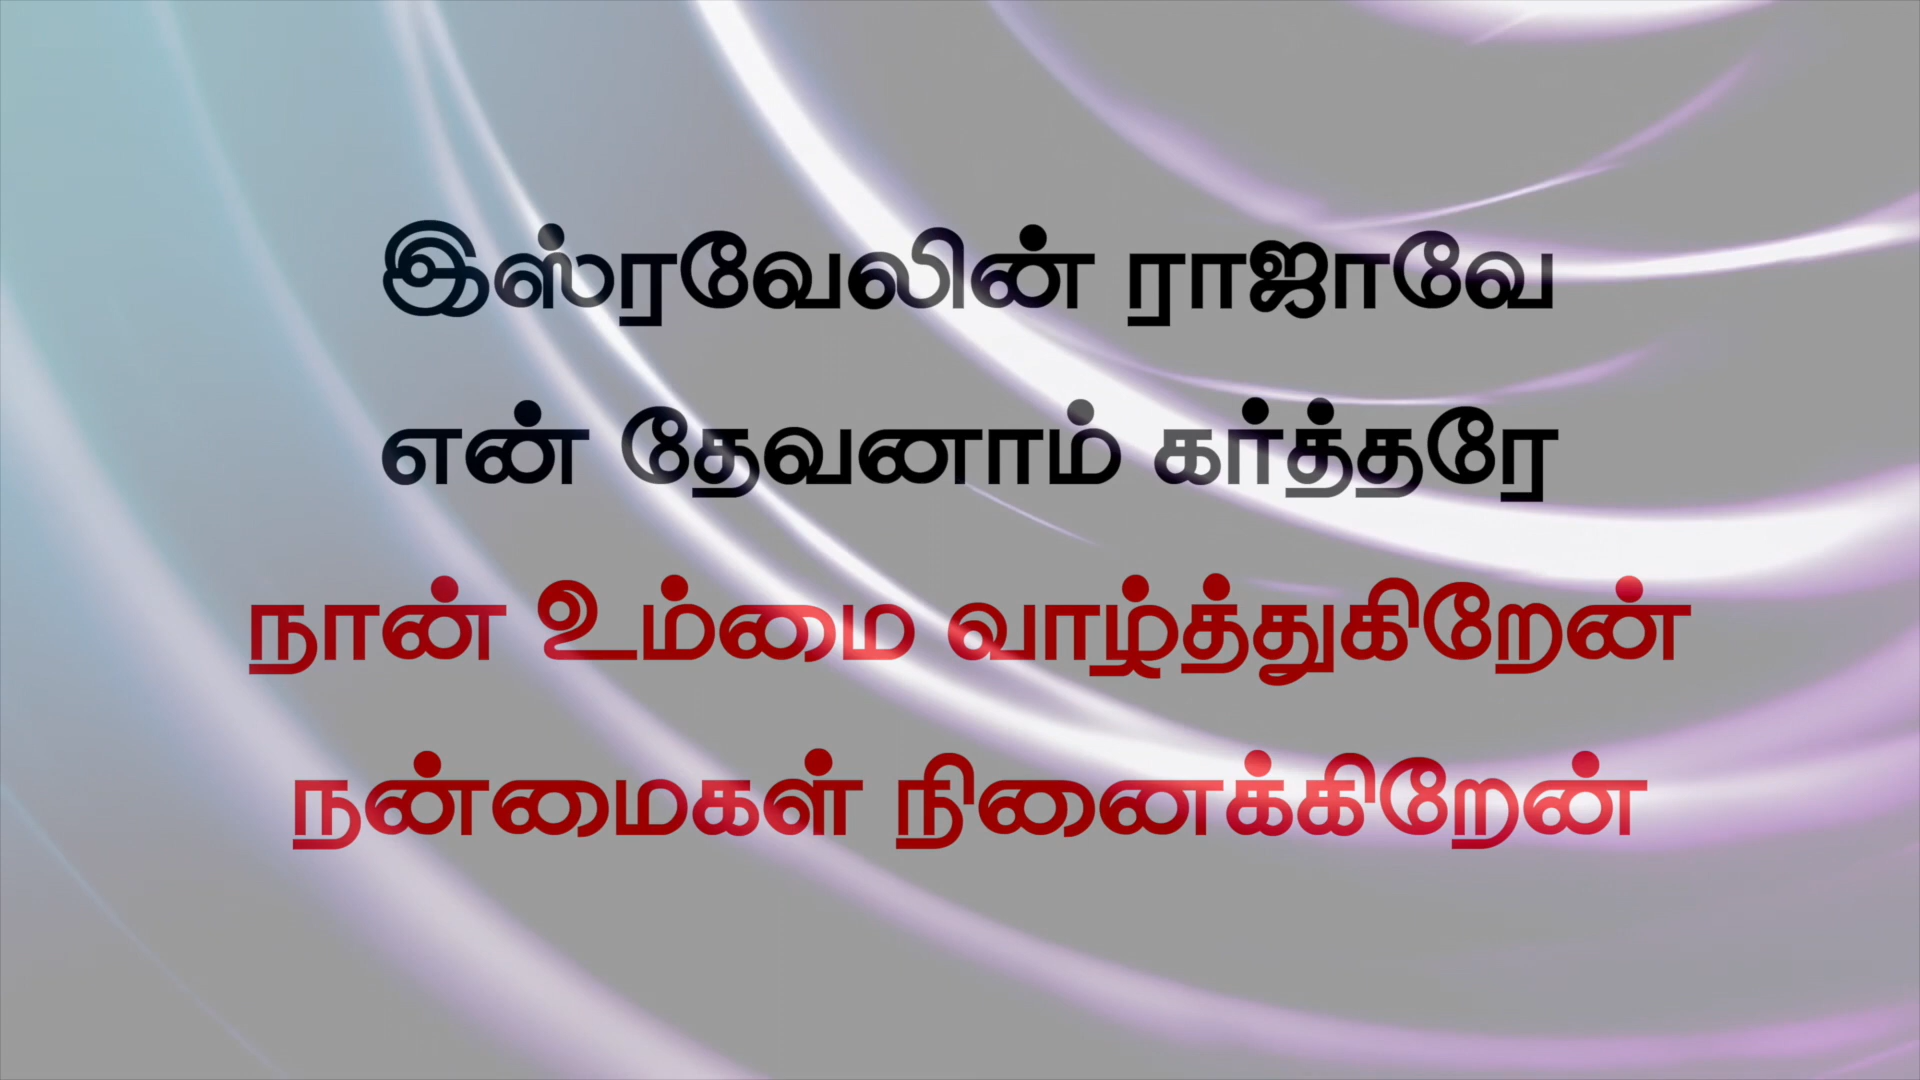 இஸ்ரவேலின் ராஜாவே
என் தேவனாம் கர்த்தரே
நான் உம்மை வாழ்த்துகிறேன்
நன்மைகள் நினைக்கிறேன்